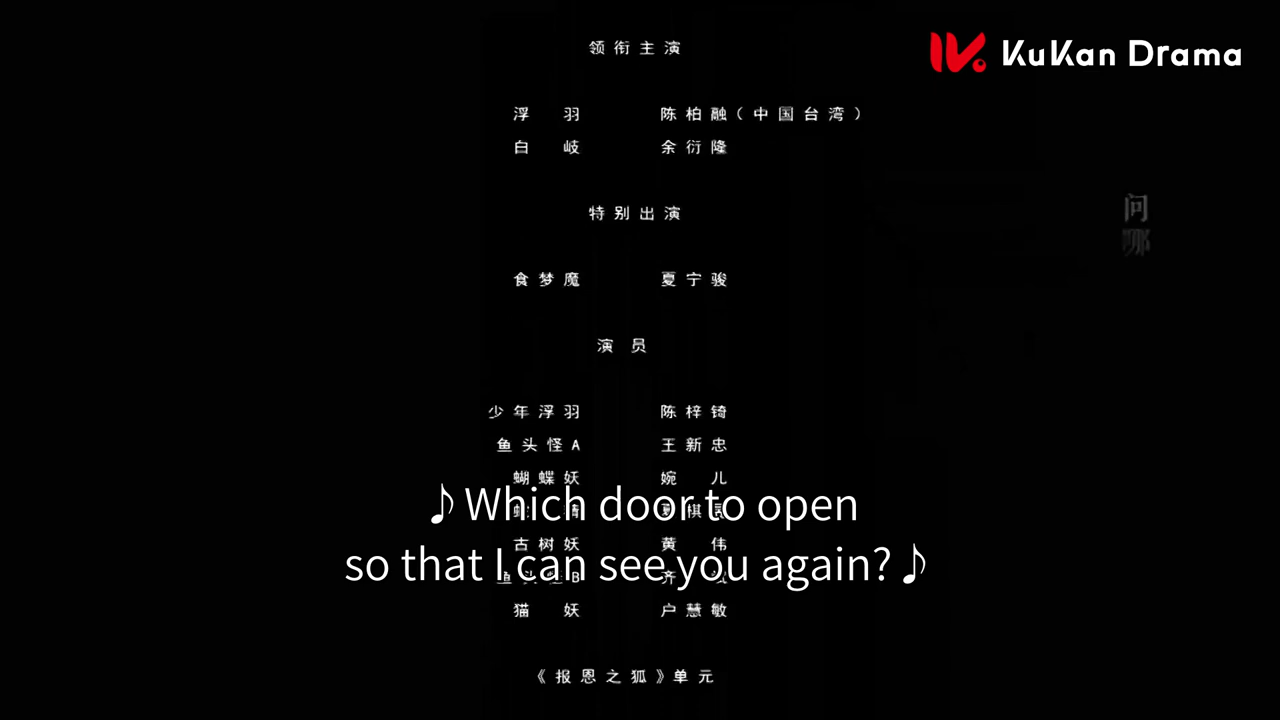 领衔主演
KuKan Drama
浮羽 陈柏融（中国台湾）
白岐 余衍隆
问
哪
特别出演
食梦魔 夏宁骏
演员
少年浮羽 陈梓锜
鱼头怪A 王新忠
蝴蝶妖 婉儿
♪Which door to open
古树妖 黄伟
so that I can see you again?♪
猫妖 户慧敏
《报恩之狐》单元